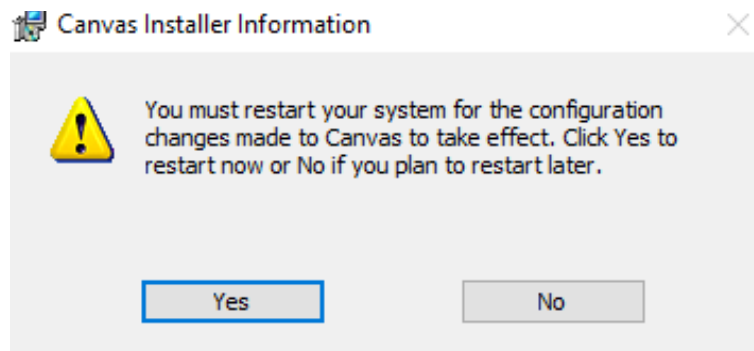 Canvas Installer Information
You must restart your system for the configuration
changes made to Canvas to take effect. Click Yes to
restart now or No if you plan to restart later.
Yes
No